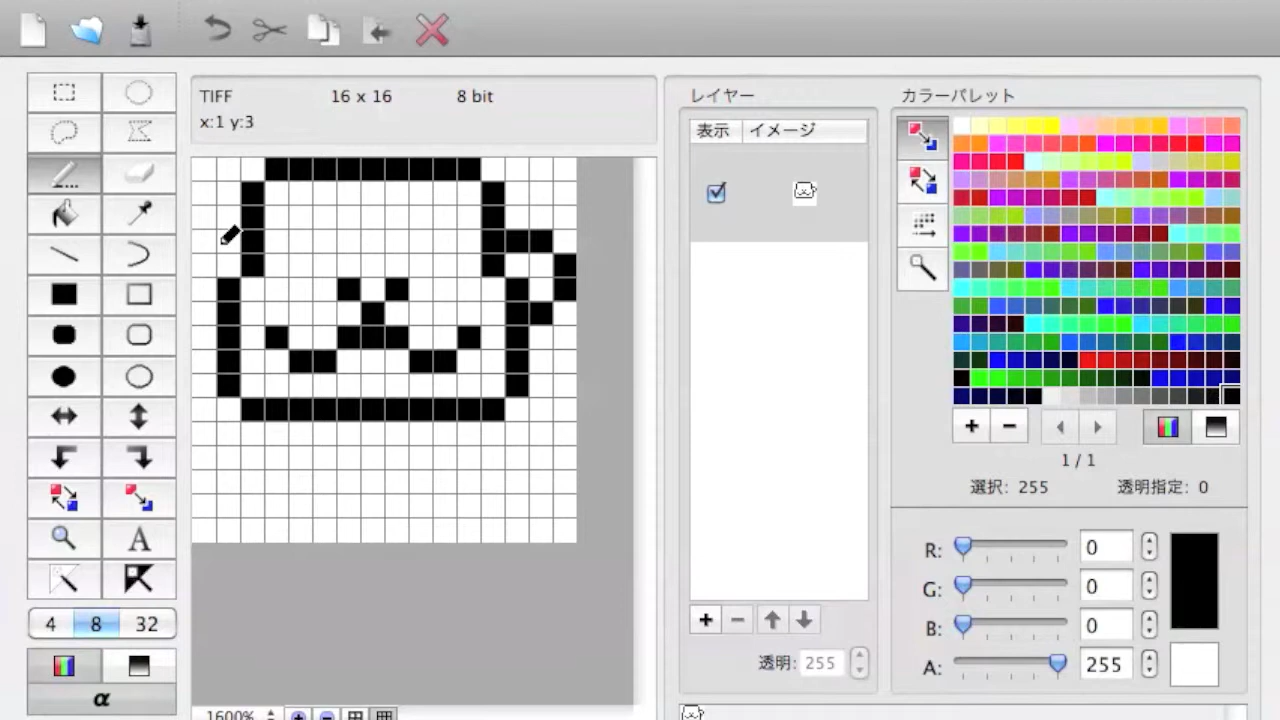 TIFF 16 x 16 8 bit
x:1 y:3
レイヤー
表示 イメージ
カラーパレット
1 / 1
選択: 255 透明指定: 0
R: 0
G: 0
B: 0
A: 255
透明: 255
A
4 8 32
α
1600%